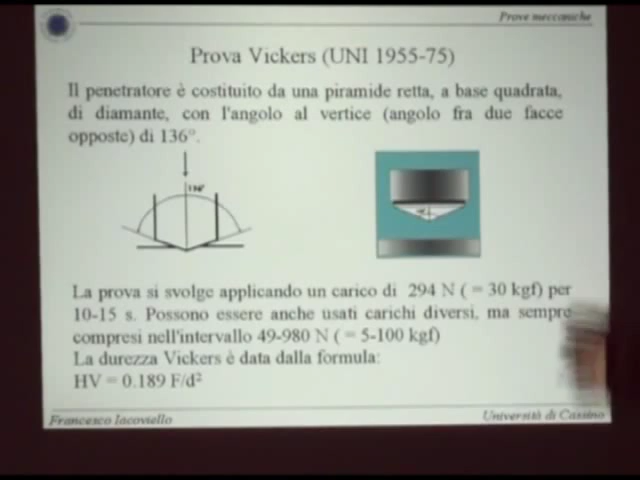 Prove meccaniche
Prova Vickers (UNI 1955-75)
Il penetratore è costituito da una piramide retta, a base quadrata,
di diamante, con l'angolo al vertice (angolo fra due facce
opposte) di 136°.
136°
La prova si svolge applicando un carico di 294 N ( = 30 kgf) per
10-15 s. Possono essere anche usati carichi diversi, ma sempre
compresi nell'intervallo 49-980 N ( = 5-100 kgf)
La durezza Vickers è data dalla formula:
HV = 0.189 F/d²
Francesco Iacoviello
Università di Cassino